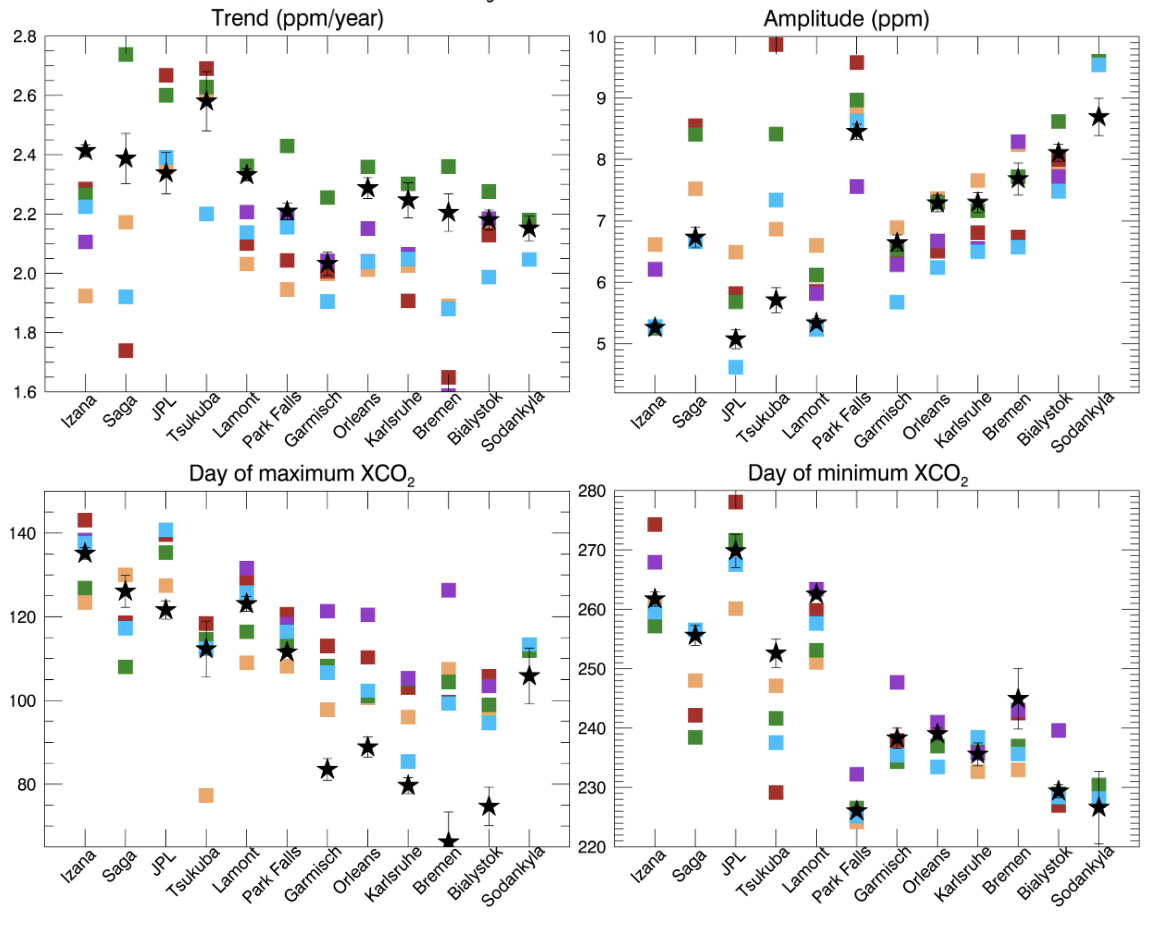 Trend (ppm/year)
2.8
2.6
2.4
2.2
2.0
1.8
1.6
Izana
Saga
JPL
Tsukuba
Lamont
Park Falls
Garmisch
Orleans
Karlsruhe
Bremen
Bialystok
Sodankyla
Amplitude (ppm)
10
9
8
7
6
5
Izana
Saga
JPL
Tsukuba
Lamont
Park Falls
Garmisch
Orleans
Karlsruhe
Bremen
Bialystok
Sodankyla
Day of maximum XCO₂
140
120
100
80
Izana
Saga
JPL
Tsukuba
Lamont
Park Falls
Garmisch
Orleans
Karlsruhe
Bremen
Bialystok
Sodankyla
Day of minimum XCO₂
280
270
260
250
240
230
220
Izana
Saga
JPL
Tsukuba
Lamont
Park Falls
Garmisch
Orleans
Karlsruhe
Bremen
Bialystok
Sodankyla